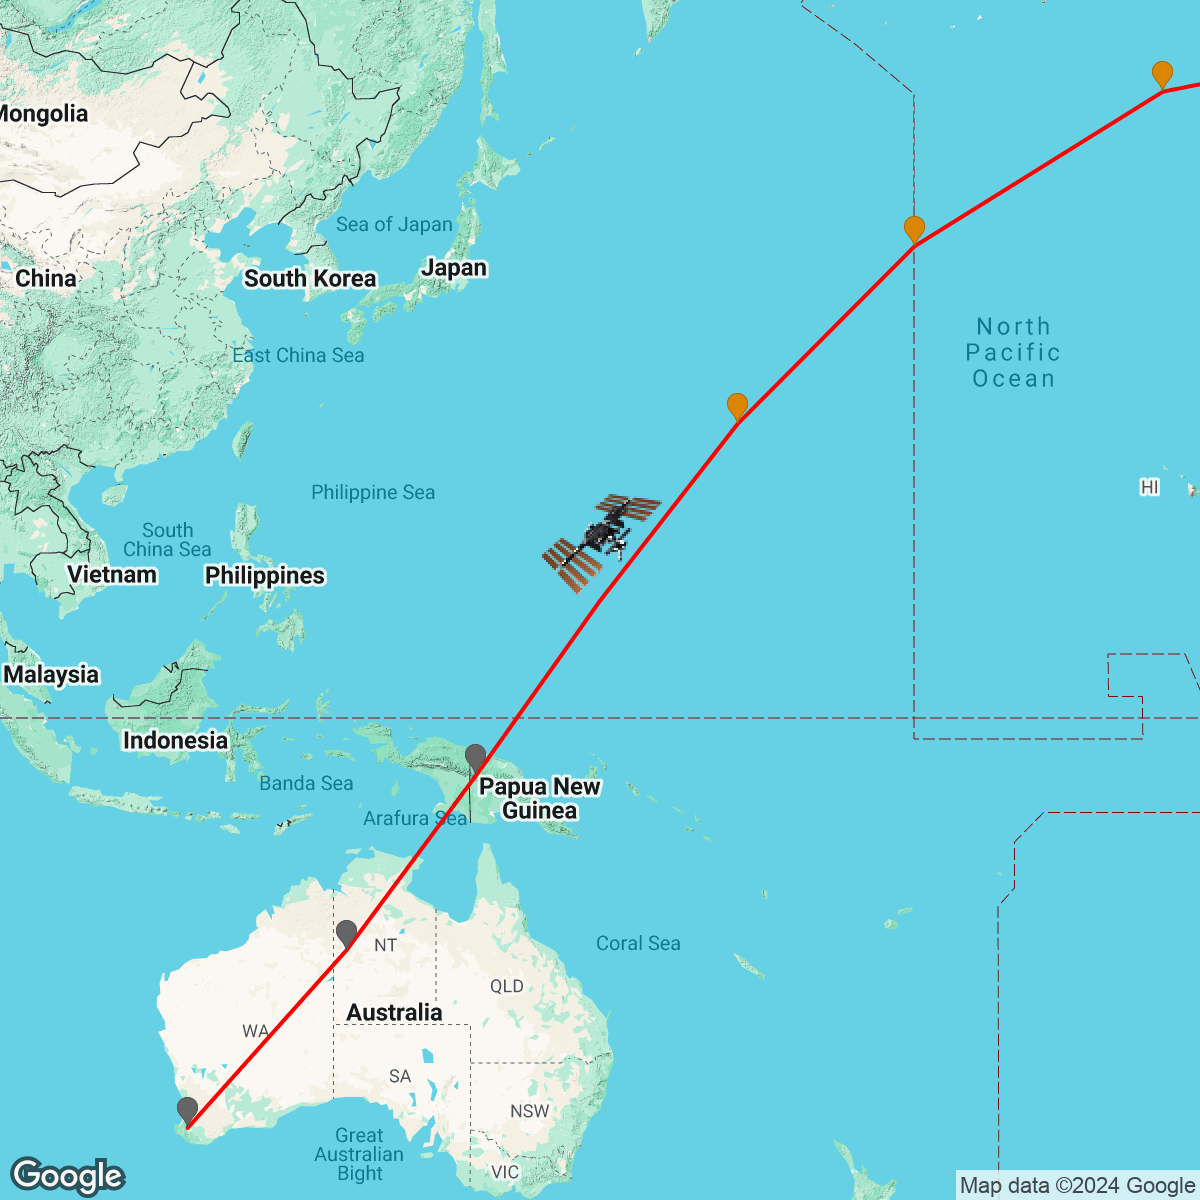 Mongolia
Sea of Japan
Japan
China
South Korea
North
Pacific
Ocean
East China Sea
Philippine Sea
HI
South
China Sea
Vietnam
Philippines
Malaysia
Indonesia
Banda Sea
Papua New
Guinea
Arafura Sea
NT
Coral Sea
QLD
Australia
WA
SA
NSW
Great
Australian
Bight
VIC
Google
Map data ©2024 Google